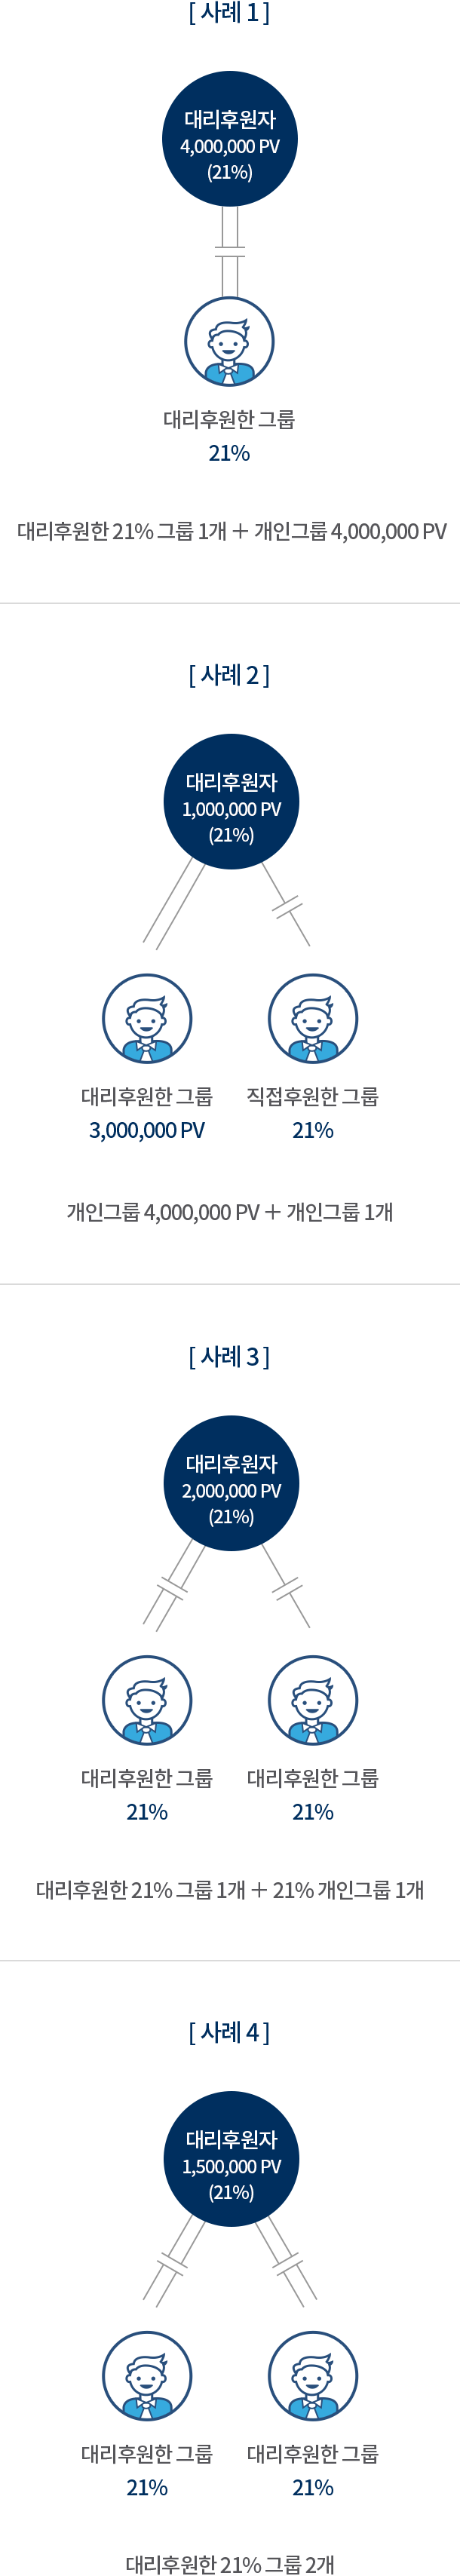 [ 사례 1 ]
대리후원자
4,000,000 PV
(21%)
대리후원한 그룹
21%
대리후원한 21% 그룹 1개 + 개인그룹 4,000,000 PV
[ 사례 2 ]
대리후원자
1,000,000 PV
(21%)
대리후원한 그룹 직접후원한 그룹
3,000,000 PV 21%
개인그룹 4,000,000 PV + 개인그룹 1개
[ 사례 3 ]
대리후원자
2,000,000 PV
(21%)
대리후원한 그룹 대리후원한 그룹
21% 21%
대리후원한 21% 그룹 1개 + 21% 개인그룹 1개
[ 사례 4 ]
대리후원자
1,500,000 PV
(21%)
대리후원한 그룹 대리후원한 그룹
21% 21%
대리후원한 21% 그룹 2개